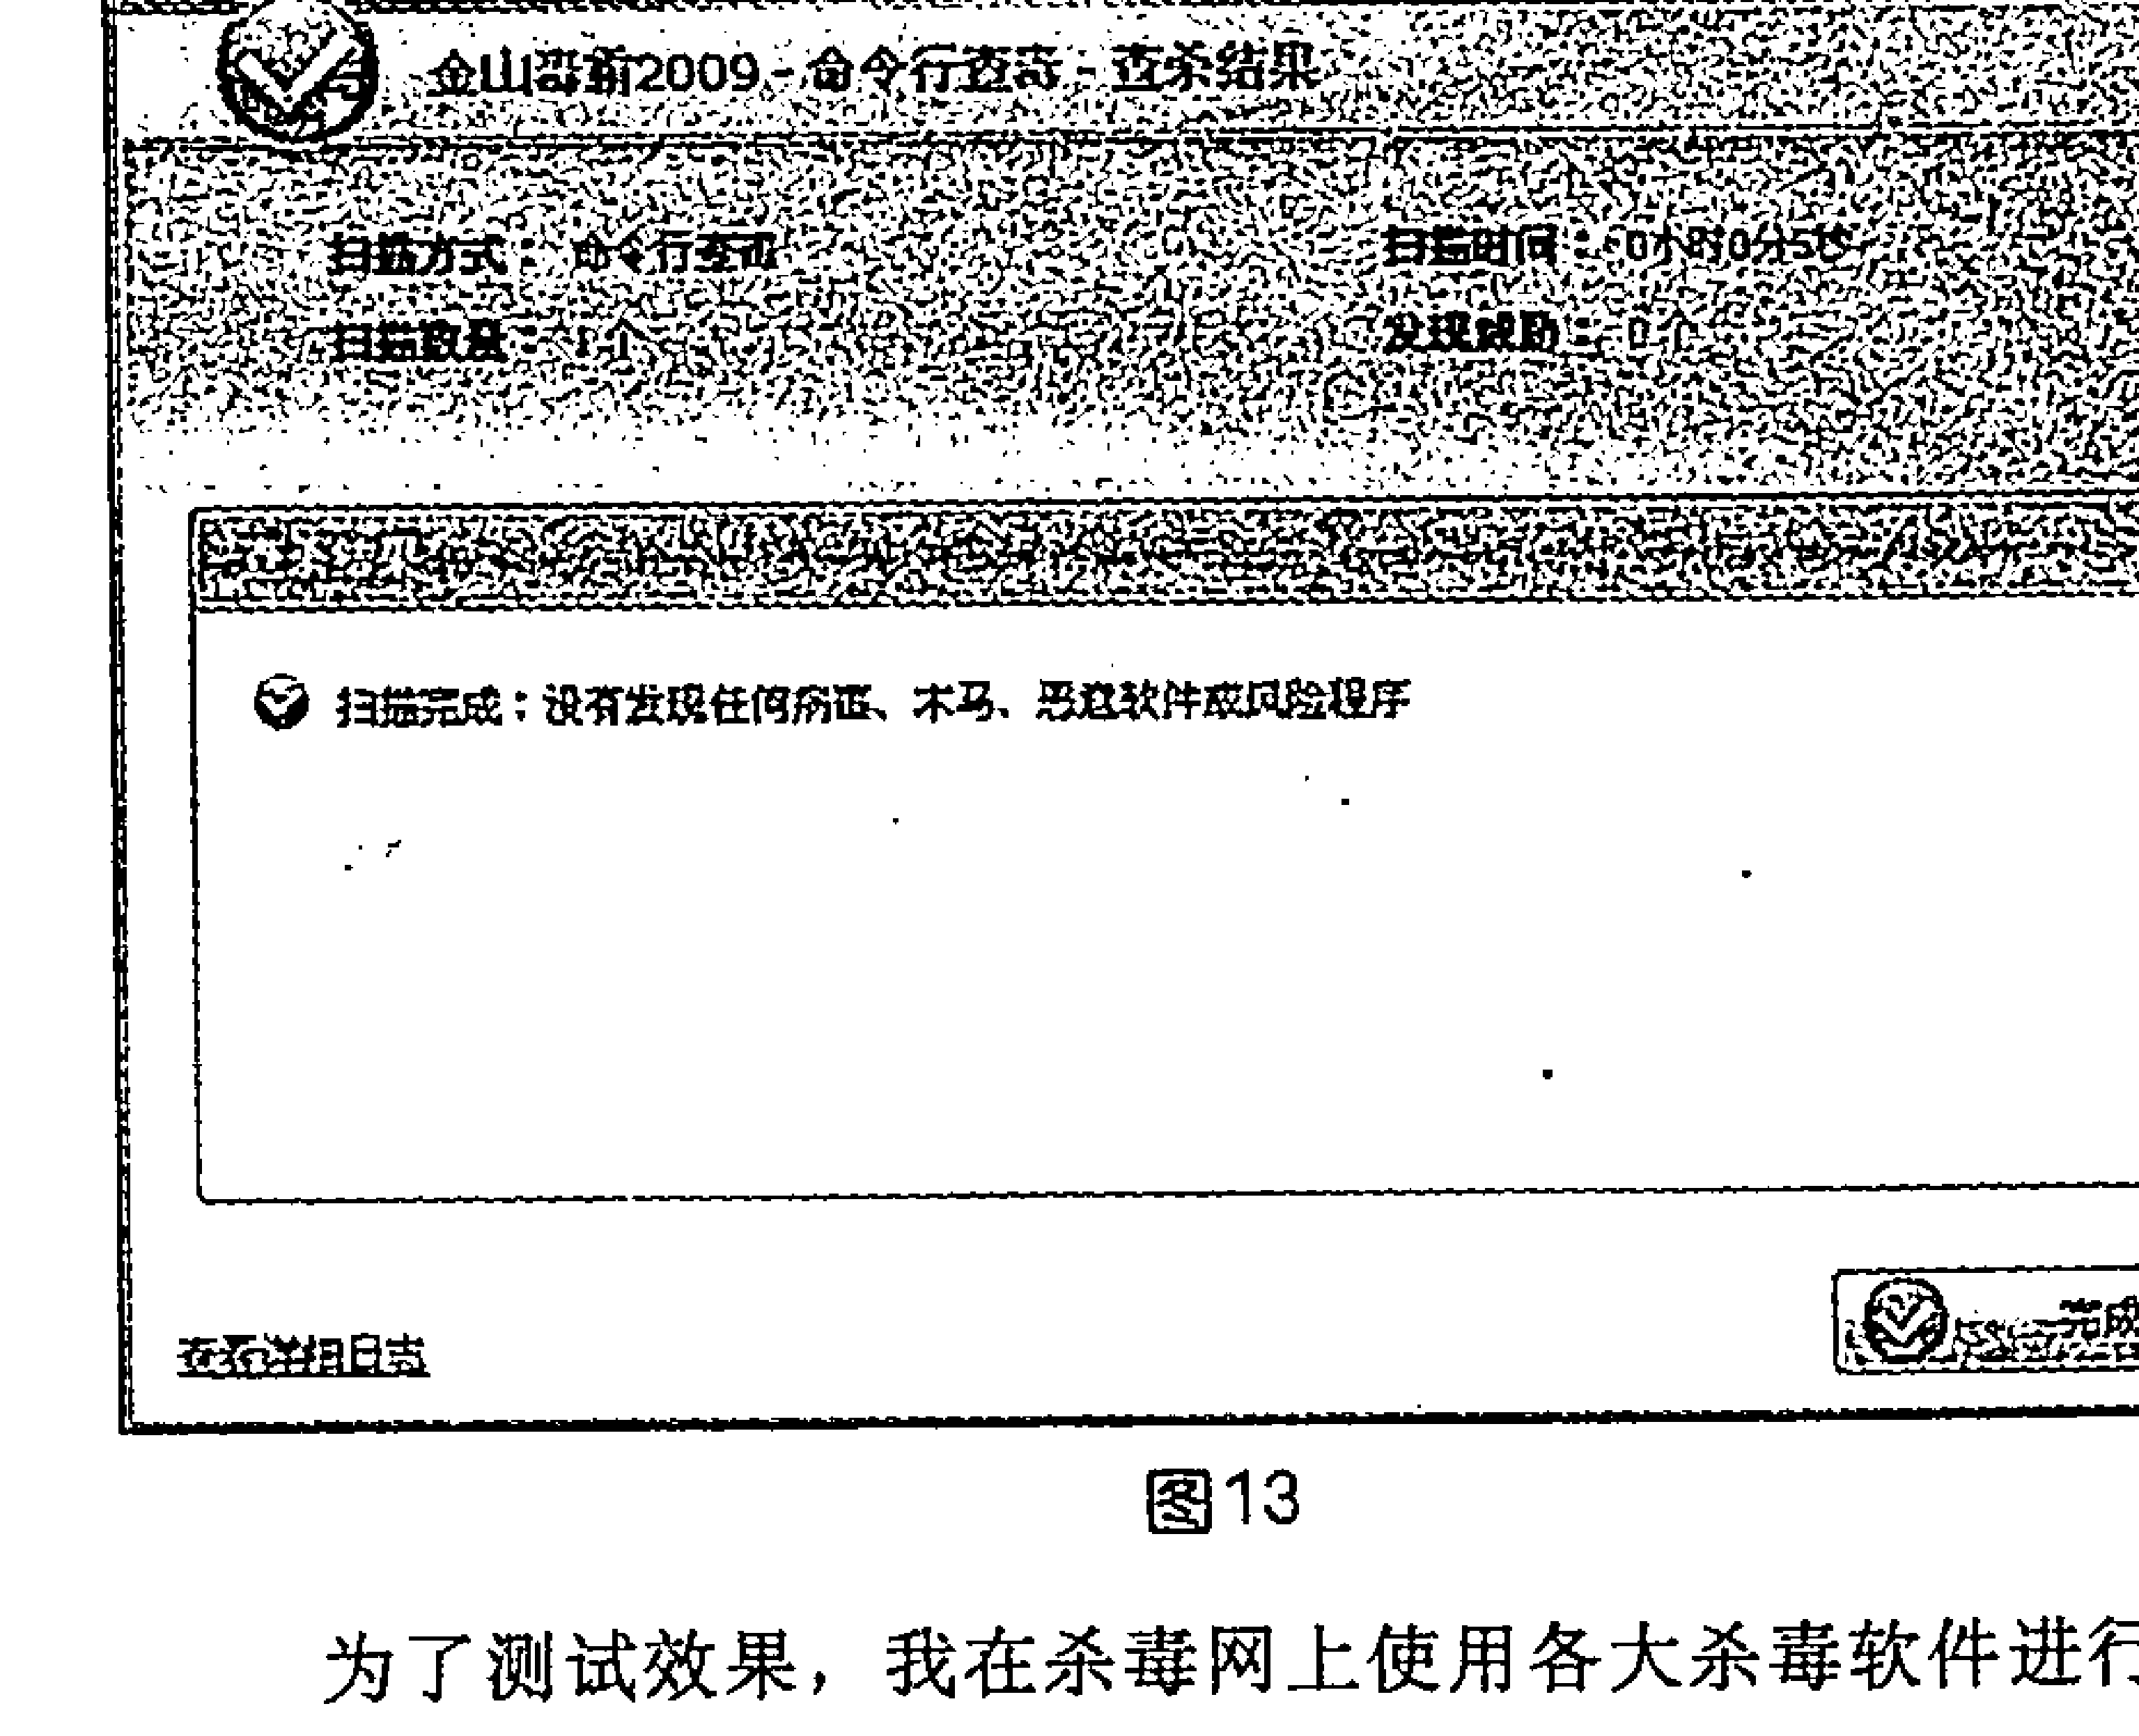 金山毒霸2009 - 命令行查毒 - 查杀结果
扫描方式： 命令行查毒
扫描时间： 0小时0分5秒
扫描数量： 1个
发现威胁： 0个
扫描完成：没有发现任何病毒、木马、恶意软件或风险程序
完成
查看详细日志
图13
为了测试效果，我在杀毒网上使用各大杀毒软件进行